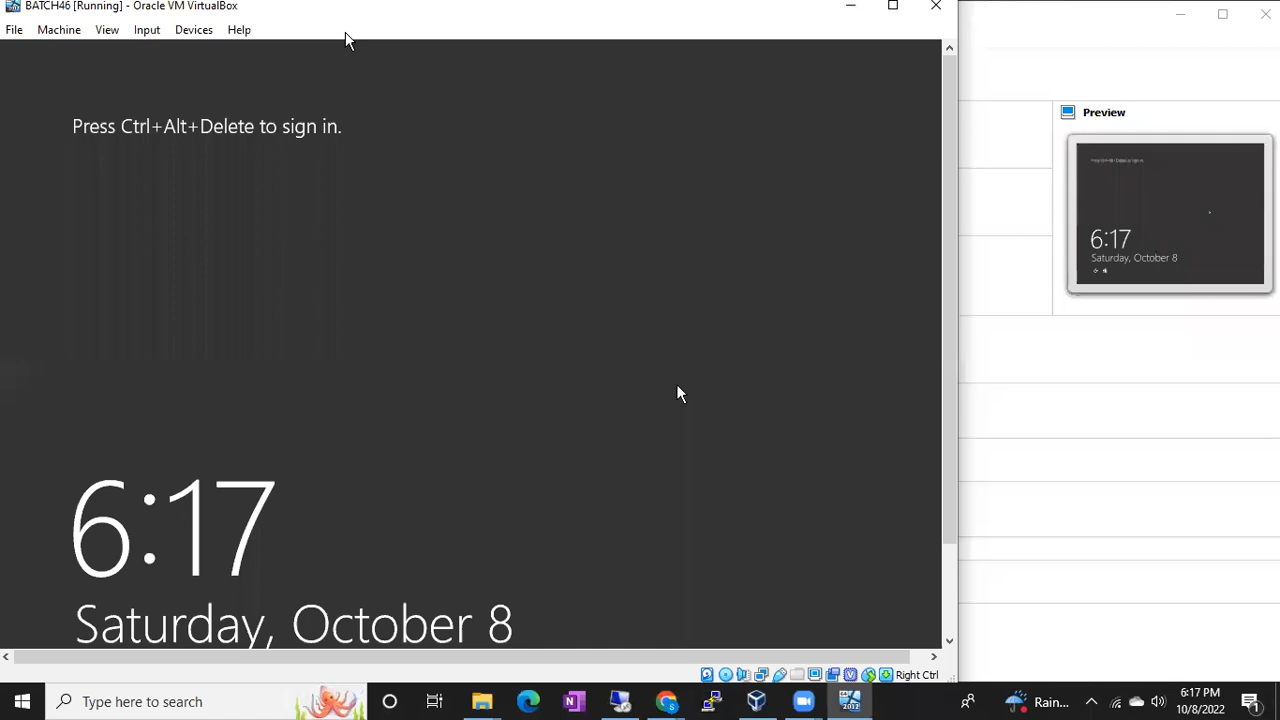 BATCH46 [Running] - Oracle VM VirtualBox
File Machine View Input Devices Help
Press Ctrl+Alt+Delete to sign in.
6:17
Saturday, October 8
Preview
6:17
Saturday, October 8
Right Ctrl
Type here to search
2012
Rain...
6:17 PM
10/8/2022
1